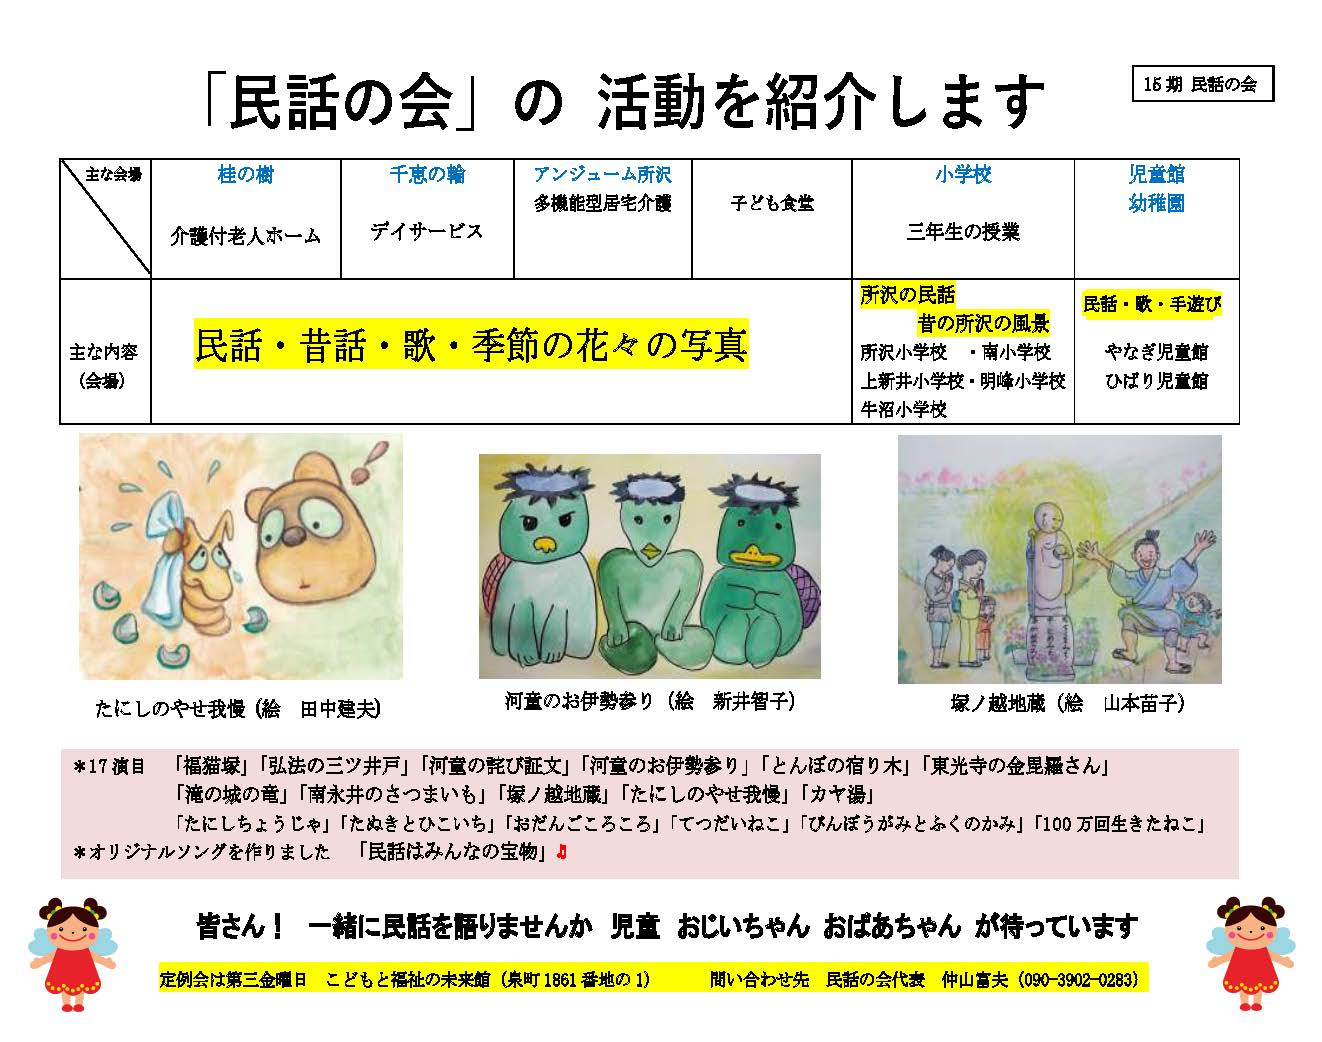 「民話の会」の 活動を紹介します
15期 民話の会
主な会場
桂の樹
介護付老人ホーム
千恵の輪
デイサービス
アンジューム所沢
多機能型居宅介護
子ども食堂
小学校
三年生の授業
児童館
幼稚園
主な内容
（会場）
民話・昔話・歌・季節の花々の写真
所沢の民話
昔の所沢の風景
所沢小学校　・南小学校
上新井小学校・明峰小学校
牛沼小学校
民話・歌・手遊び
やなぎ児童館
ひばり児童館
たにしのやせ我慢（絵　田中建夫）
河童のお伊勢参り（絵　新井智子）
塚ノ越地蔵（絵　山本苗子）
＊17演目　「福猫塚」「弘法の三ツ井戸」「河童の詫び証文」「河童のお伊勢参り」「とんぼの宿り木」「東光寺の金毘羅さん」
「滝の城の竜」「南永井のさつまいも」「塚ノ越地蔵」「たにしのやせ我慢」「カヤ湯」
「たにしちょうじゃ」「たぬきとひこいち」「おだんごころころ」「てつだいねこ」「びんぼうがみとふくのかみ」「100万回生きたねこ」
＊オリジナルソングを作りました　「民話はみんなの宝物」♫
皆さん！　一緒に民話を語りませんか　児童　おじいちゃん　おばあちゃん　が待っています
定例会は第三金曜日　こどもと福祉の未来館（泉町1861番地の1）　　　問い合わせ先　民話の会代表　仲山富夫（090-3902-0283）